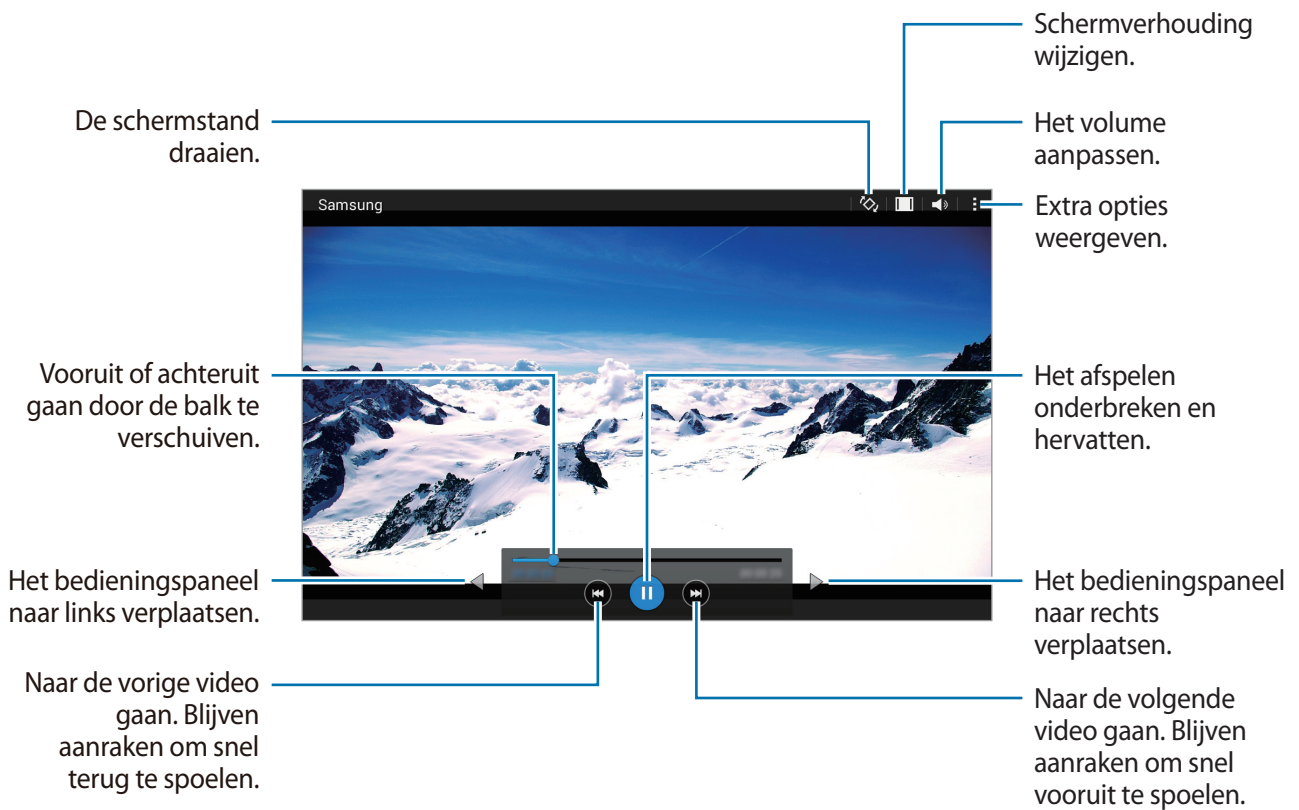 Schermverhouding
wijzigen.
De schermstand
draaien.
Het volume
aanpassen.
Samsung
Extra opties
weergeven.
Vooruit of achteruit
gaan door de balk te
verschuiven.
Het afspelen
onderbreken en
hervatten.
Het bedieningspaneel
naar links verplaatsen.
Het bedieningspaneel
naar rechts
verplaatsen.
Naar de vorige video
gaan. Blijven
aanraken om snel
terug te spoelen.
Naar de volgende
video gaan. Blijven
aanraken om snel
vooruit te spoelen.